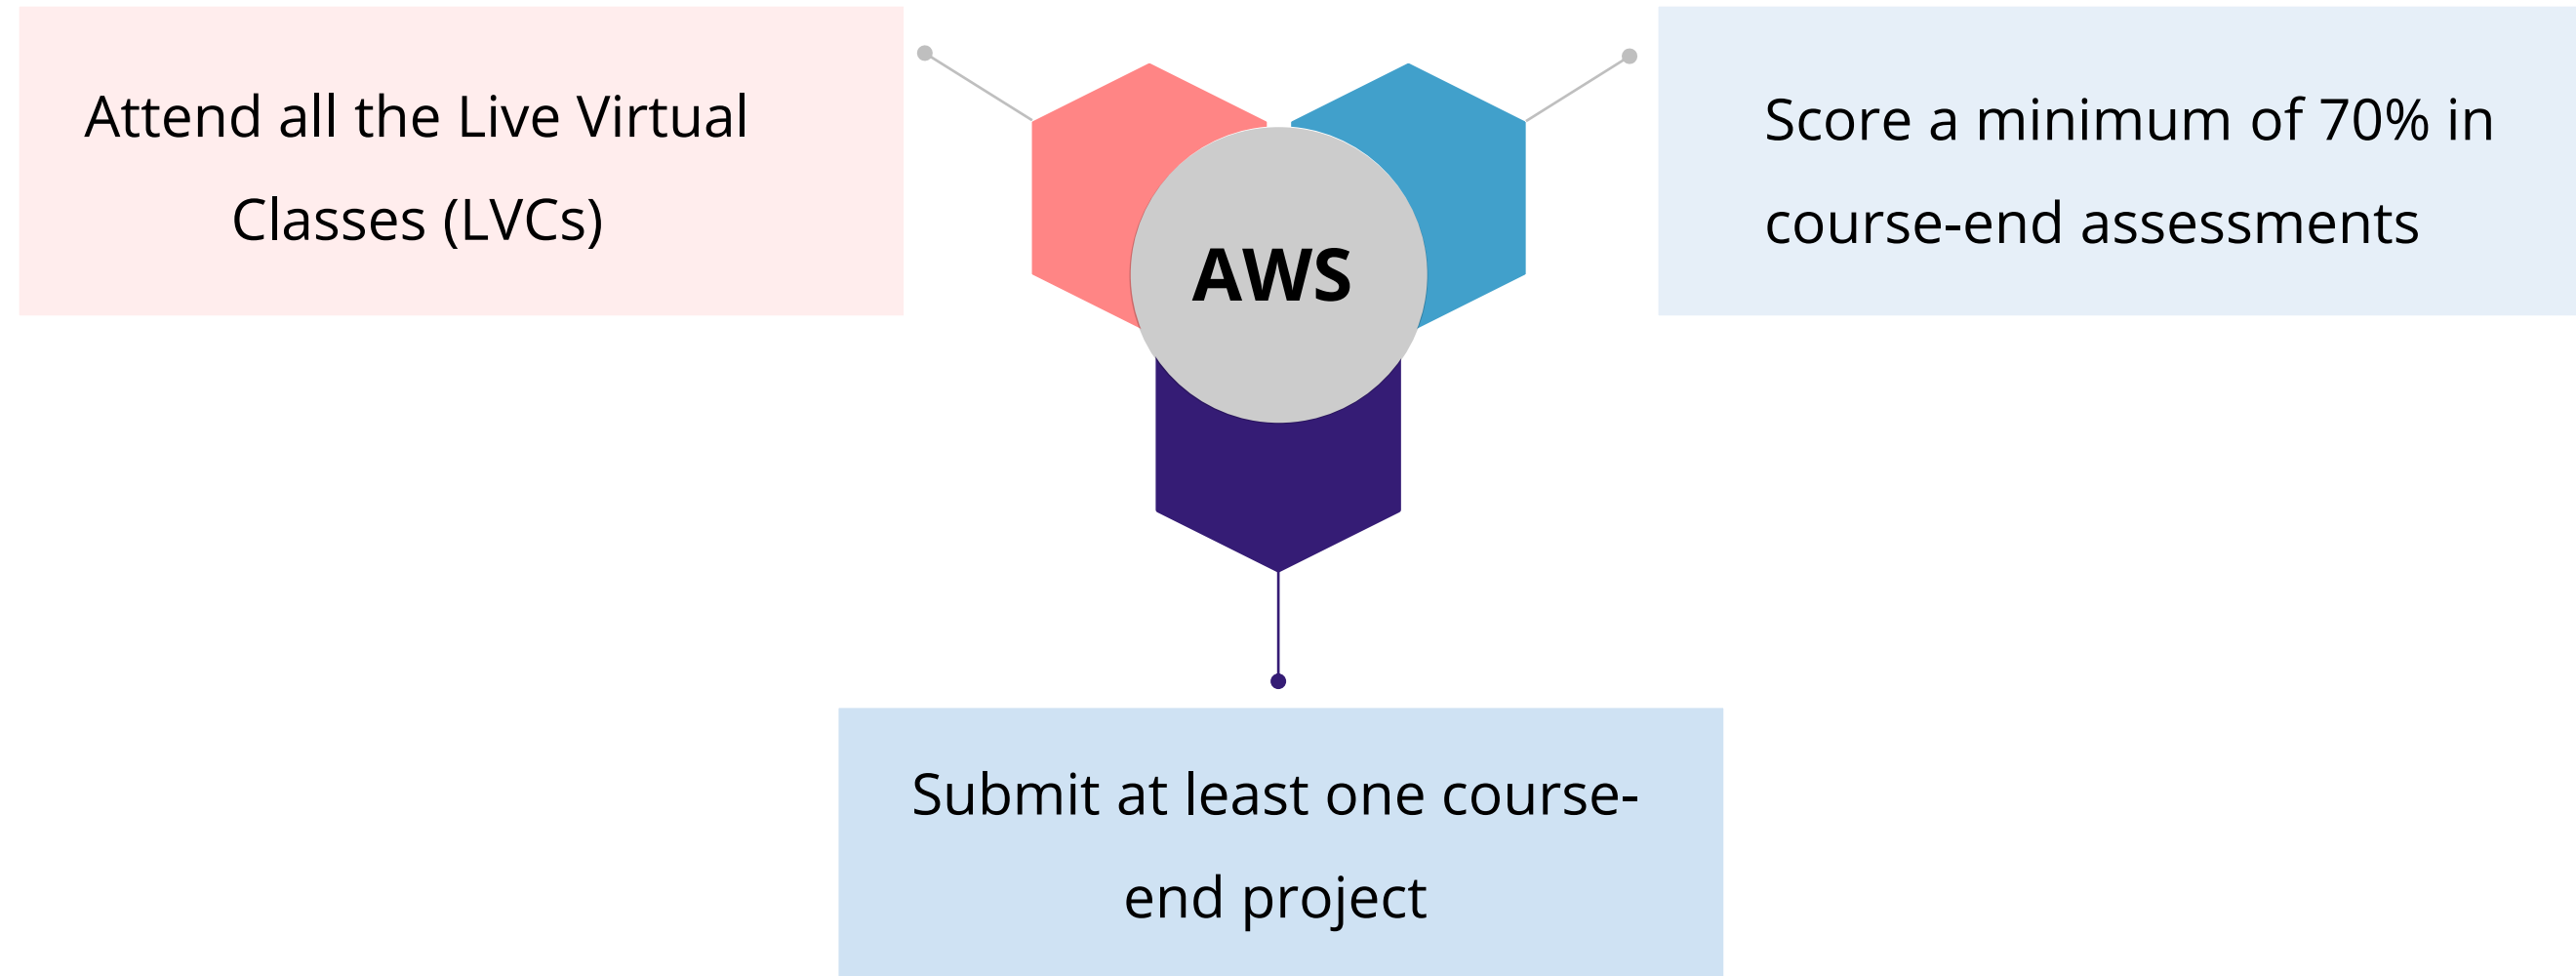 Attend all the Live Virtual
Classes (LVCs)
AWS
Score a minimum of 70% in
course-end assessments
Submit at least one course-
end project